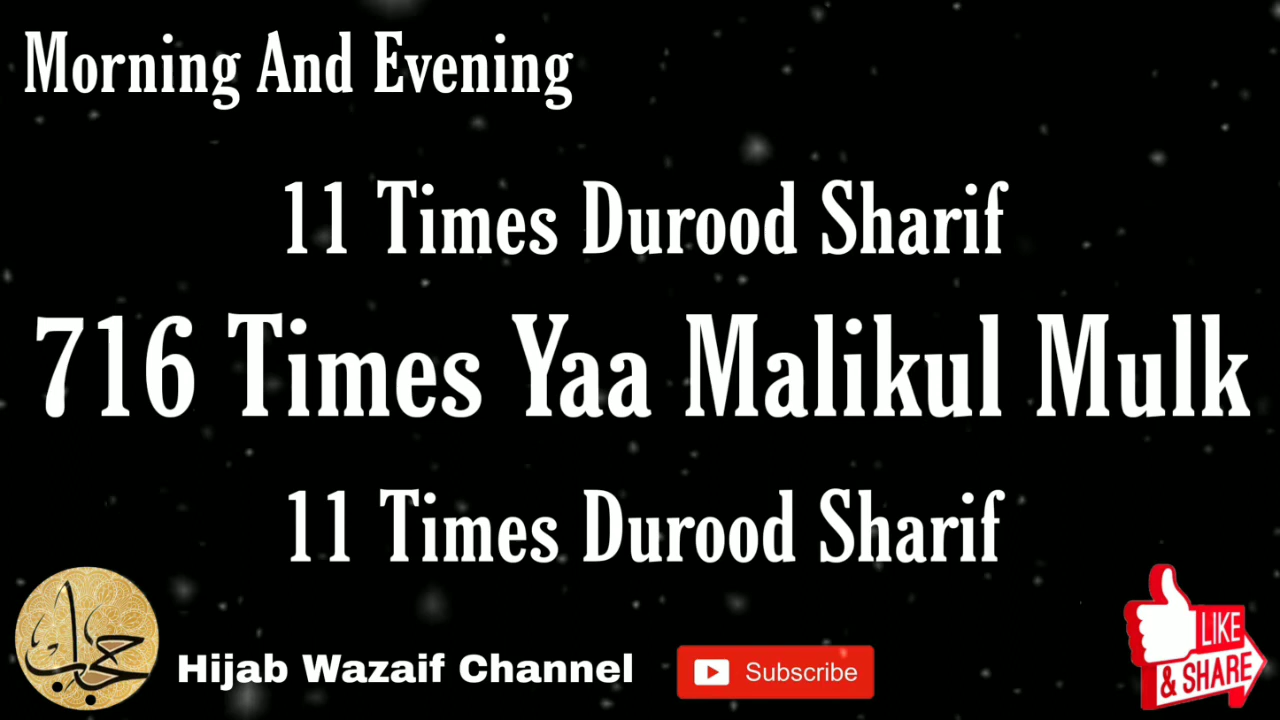 Morning And Evening
11 Times Durood Sharif
716 Times Yaa Malikul Mulk
11 Times Durood Sharif
حجاب
Hijab Wazaif Channel
Subscribe
LIKE
& SHARE